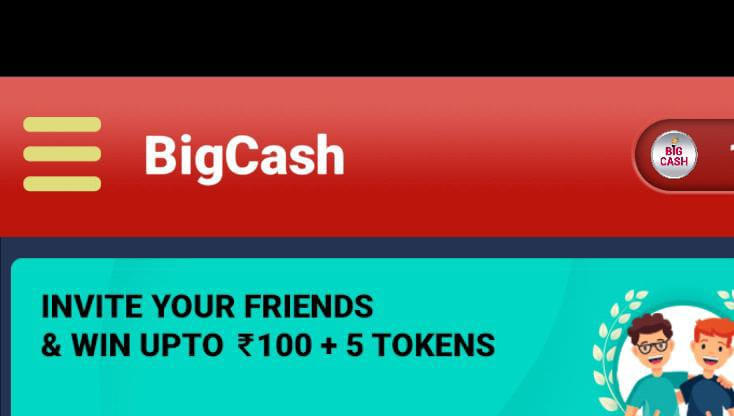 BigCash
BIG
CASH
INVITE YOUR FRIENDS
& WIN UPTO ₹100 + 5 TOKENS